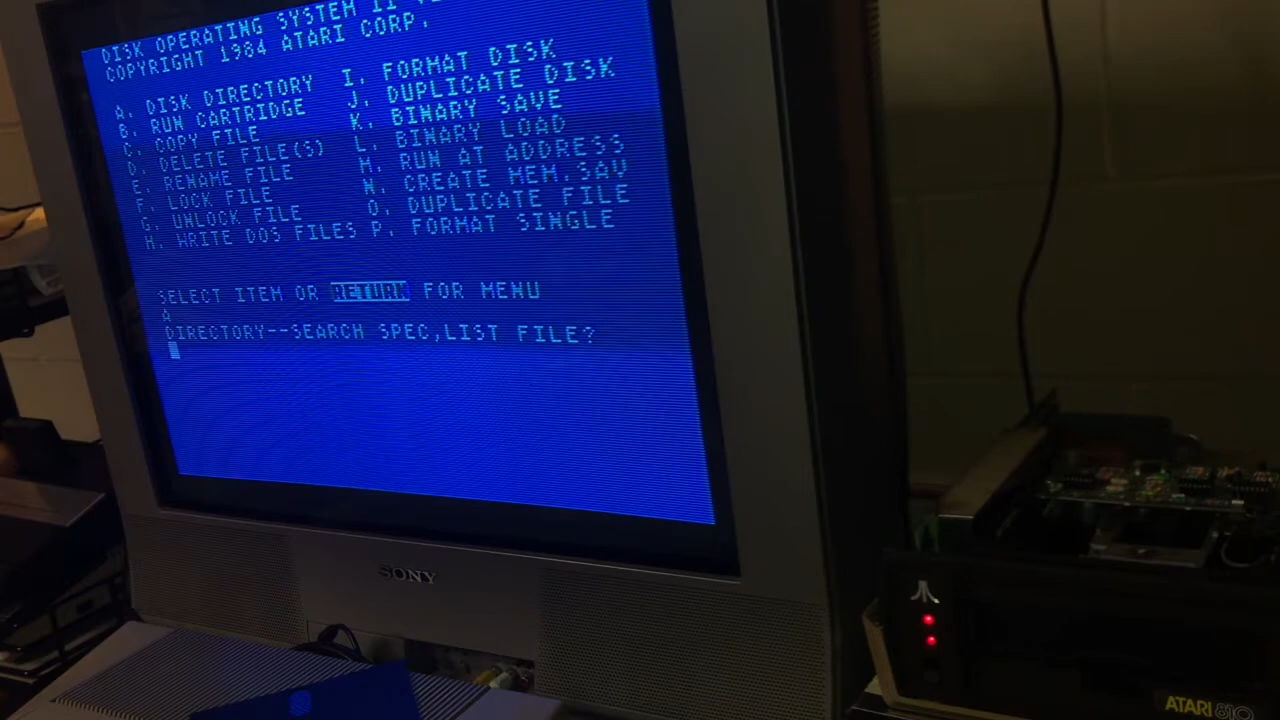 DISK OPERATING SYSTEM II
COPYRIGHT 1984 ATARI CORP.
A. DISK DIRECTORY I. FORMAT DISK
B. RUN CARTRIDGE J. DUPLICATE DISK
C. COPY FILE K. BINARY SAVE
D. DELETE FILE(S) L. BINARY LOAD
E. RENAME FILE M. RUN AT ADDRESS
F. LOCK FILE N. CREATE MEM.SAV
G. UNLOCK FILE O. DUPLICATE FILE
H. WRITE DOS FILES P. FORMAT SINGLE
SELECT ITEM OR RETURN FOR MENU
A
DIRECTORY--SEARCH SPEC,LIST FILE?
SONY
ATARI 810